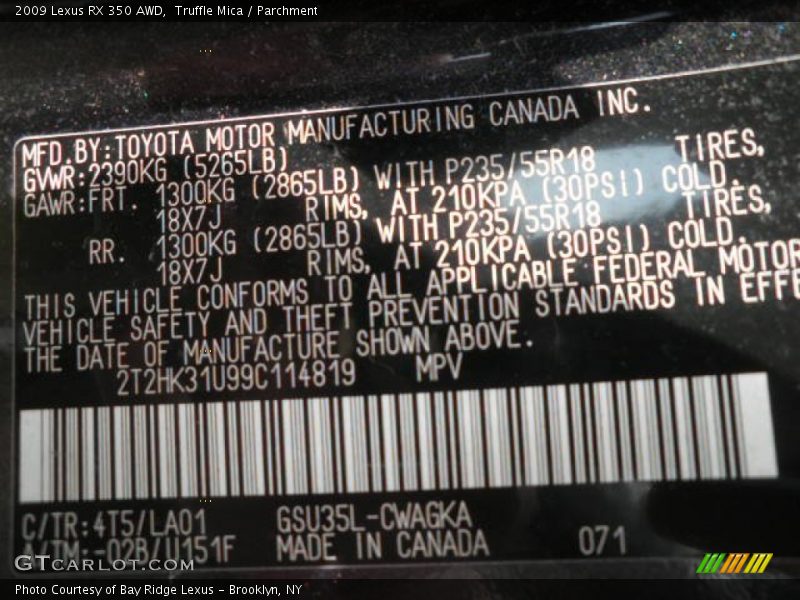 2009 Lexus RX 350 AWD,  Truffle Mica / Parchment
MFD.BY:TOYOTA MOTOR MANUFACTURING CANADA INC.
GVWR:2390KG (5265LB)
GAWR:FRT. 1300KG (2865LB) WITH P235/55R18 TIRES,
18X7J RIMS, AT 210KPA (30PSI) COLD.
RR. 1300KG (2865LB) WITH P235/55R18 TIRES,
18X7J RIMS, AT 210KPA (30PSI) COLD.
THIS VEHICLE CONFORMS TO ALL APPLICABLE FEDERAL MOTOR
VEHICLE SAFETY AND THEFT PREVENTION STANDARDS IN EFFE
THE DATE OF MANUFACTURE SHOWN ABOVE.
2T2HK31U99C114819 MPV
C/TR:4T5/LA01 GSU35L-CWAGKA
A/TM:-02B/U151F MADE IN CANADA 071
GTCARLOT.COM
Photo Courtesy of Bay Ridge Lexus - Brooklyn, NY